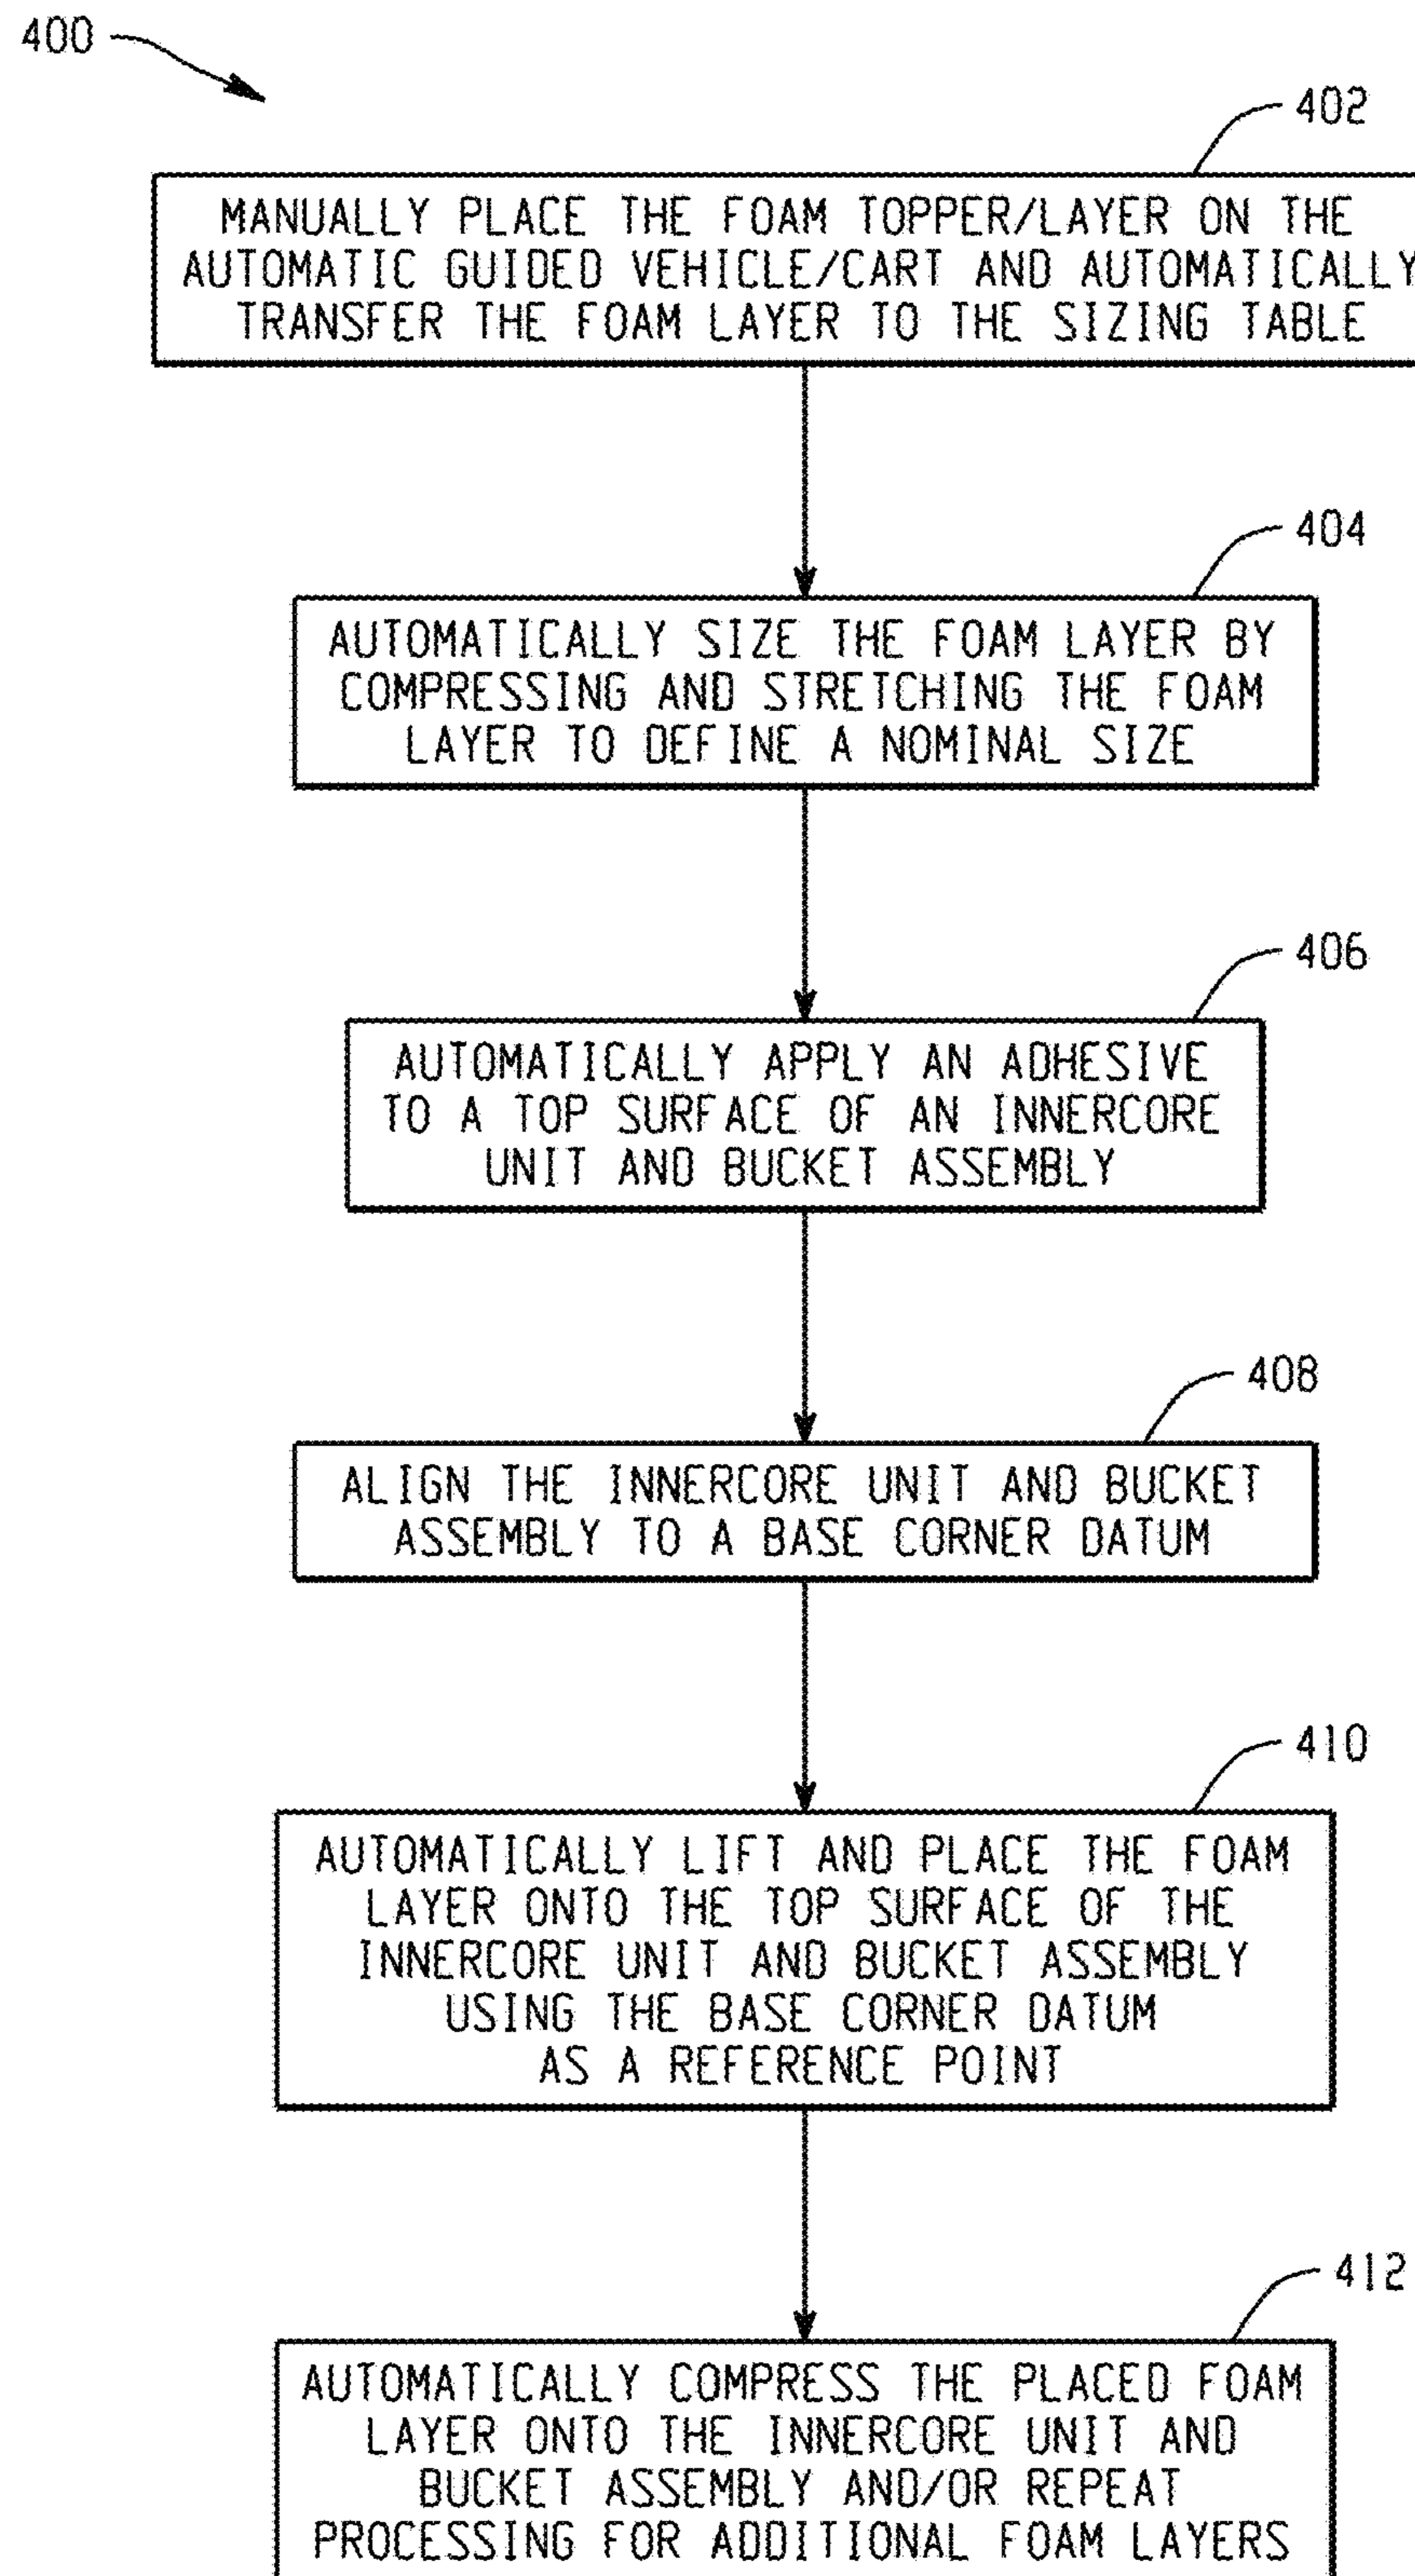 400
402
MANUALLY PLACE THE FOAM TOPPER/LAYER ON THE
AUTOMATIC GUIDED VEHICLE/CART AND AUTOMATICALLY
TRANSFER THE FOAM LAYER TO THE SIZING TABLE
404
AUTOMATICALLY SIZE THE FOAM LAYER BY
COMPRESSING AND STRETCHING THE FOAM
LAYER TO DEFINE A NOMINAL SIZE
406
AUTOMATICALLY APPLY AN ADHESIVE
TO A TOP SURFACE OF AN INNERCORE
UNIT AND BUCKET ASSEMBLY
408
ALIGN THE INNERCORE UNIT AND BUCKET
ASSEMBLY TO A BASE CORNER DATUM
410
AUTOMATICALLY LIFT AND PLACE THE FOAM
LAYER ONTO THE TOP SURFACE OF THE
INNERCORE UNIT AND BUCKET ASSEMBLY
USING THE BASE CORNER DATUM
AS A REFERENCE POINT
412
AUTOMATICALLY COMPRESS THE PLACED FOAM
LAYER ONTO THE INNERCORE UNIT AND
BUCKET ASSEMBLY AND/OR REPEAT
PROCESSING FOR ADDITIONAL FOAM LAYERS